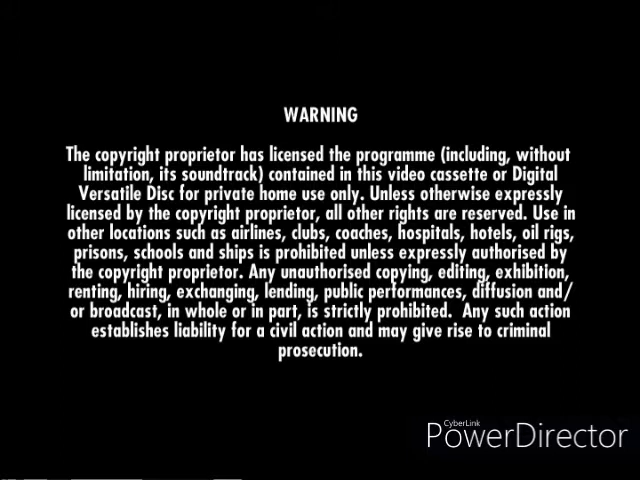 WARNING
The copyright proprietor has licensed the programme (including, without
limitation, its soundtrack) contained in this video cassette or Digital
Versatile Disc for private home use only. Unless otherwise expressly
licensed by the copyright proprietor, all other rights are reserved. Use in
other locations such as airlines, clubs, coaches, hospitals, hotels, oil rigs,
prisons, schools and ships is prohibited unless expressly authorised by
the copyright proprietor. Any unauthorised copying, editing, exhibition,
renting, hiring, exchanging, lending, public performances, diffusion and/
or broadcast, in whole or in part, is strictly prohibited.  Any such action
establishes liability for a civil action and may give rise to criminal
prosecution.
CyberLink
PowerDirector